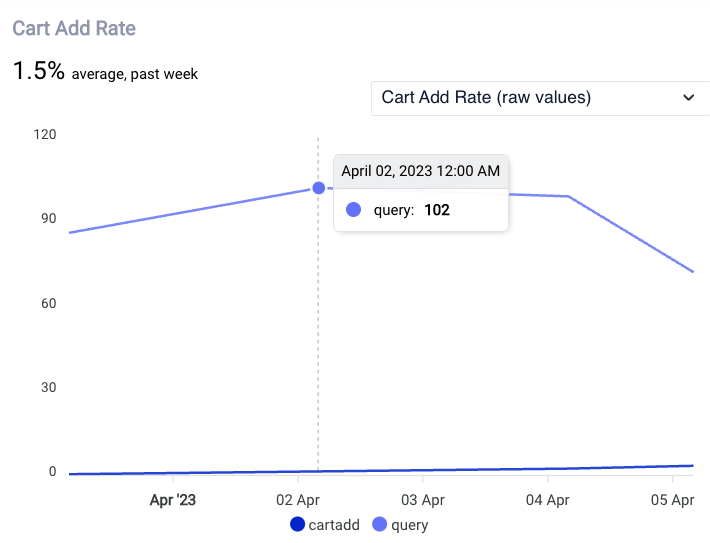 Cart Add Rate
1.5% average, past week
Cart Add Rate (raw values)
120
April 02, 2023 12:00 AM
query: 102
90
60
30
0
Apr '23 02 Apr 03 Apr 04 Apr 05 Apr
cartadd query